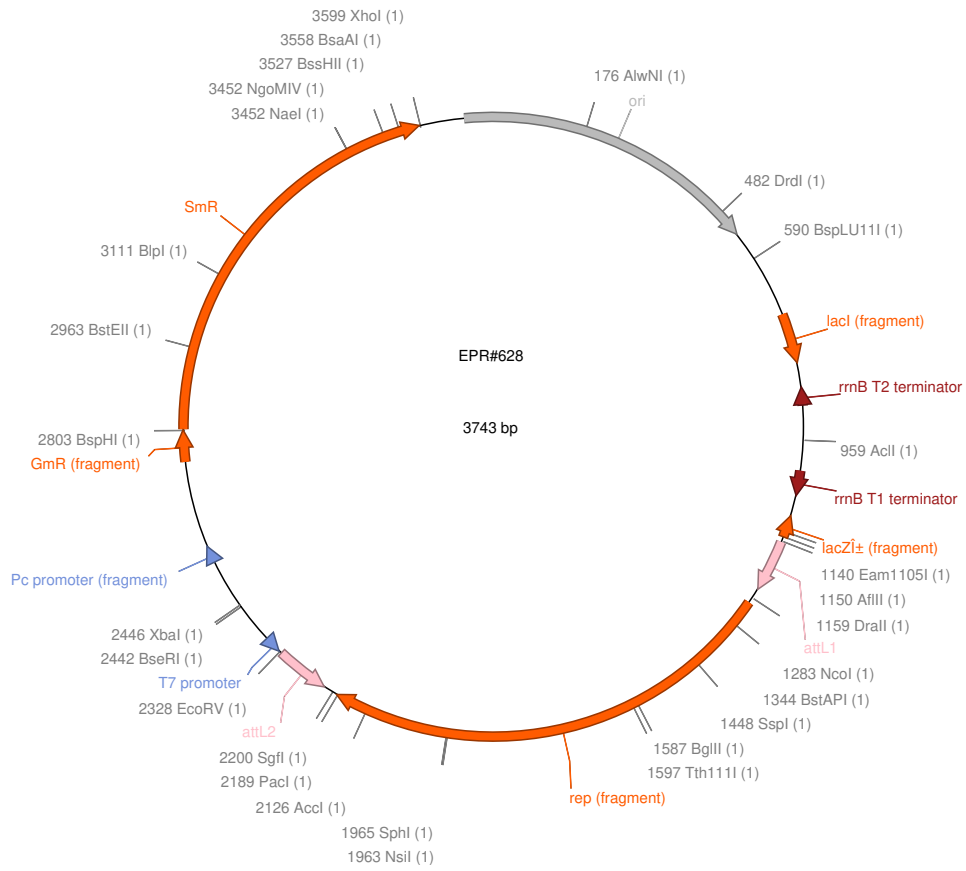 3599 XhoI (1)
3558 BsaAI (1)
3527 BssHII (1)
3452 NgoMIV (1)
3452 NaeI (1)
176 AlwNI (1)
ori
482 DrdI (1)
590 BspLU11I (1)
SmR
3111 BlpI (1)
2963 BstEII (1)
lacI (fragment)
EPR#628
rrnB T2 terminator
3743 bp
2803 BspHI (1)
959 AclI (1)
GmR (fragment)
rrnB T1 terminator
lacZÎ± (fragment)
Pc promoter (fragment)
1140 Eam1105I (1)
1150 AflII (1)
1159 DraII (1)
2446 XbaI (1)
attL1
2442 BseRI (1)
1283 NcoI (1)
T7 promoter
1344 BstAPI (1)
2328 EcoRV (1)
1448 SspI (1)
attL2
1587 BglII (1)
2200 SgfI (1)
1597 Tth111I (1)
2189 PacI (1)
rep (fragment)
2126 AccI (1)
1965 SphI (1)
1963 NsiI (1)